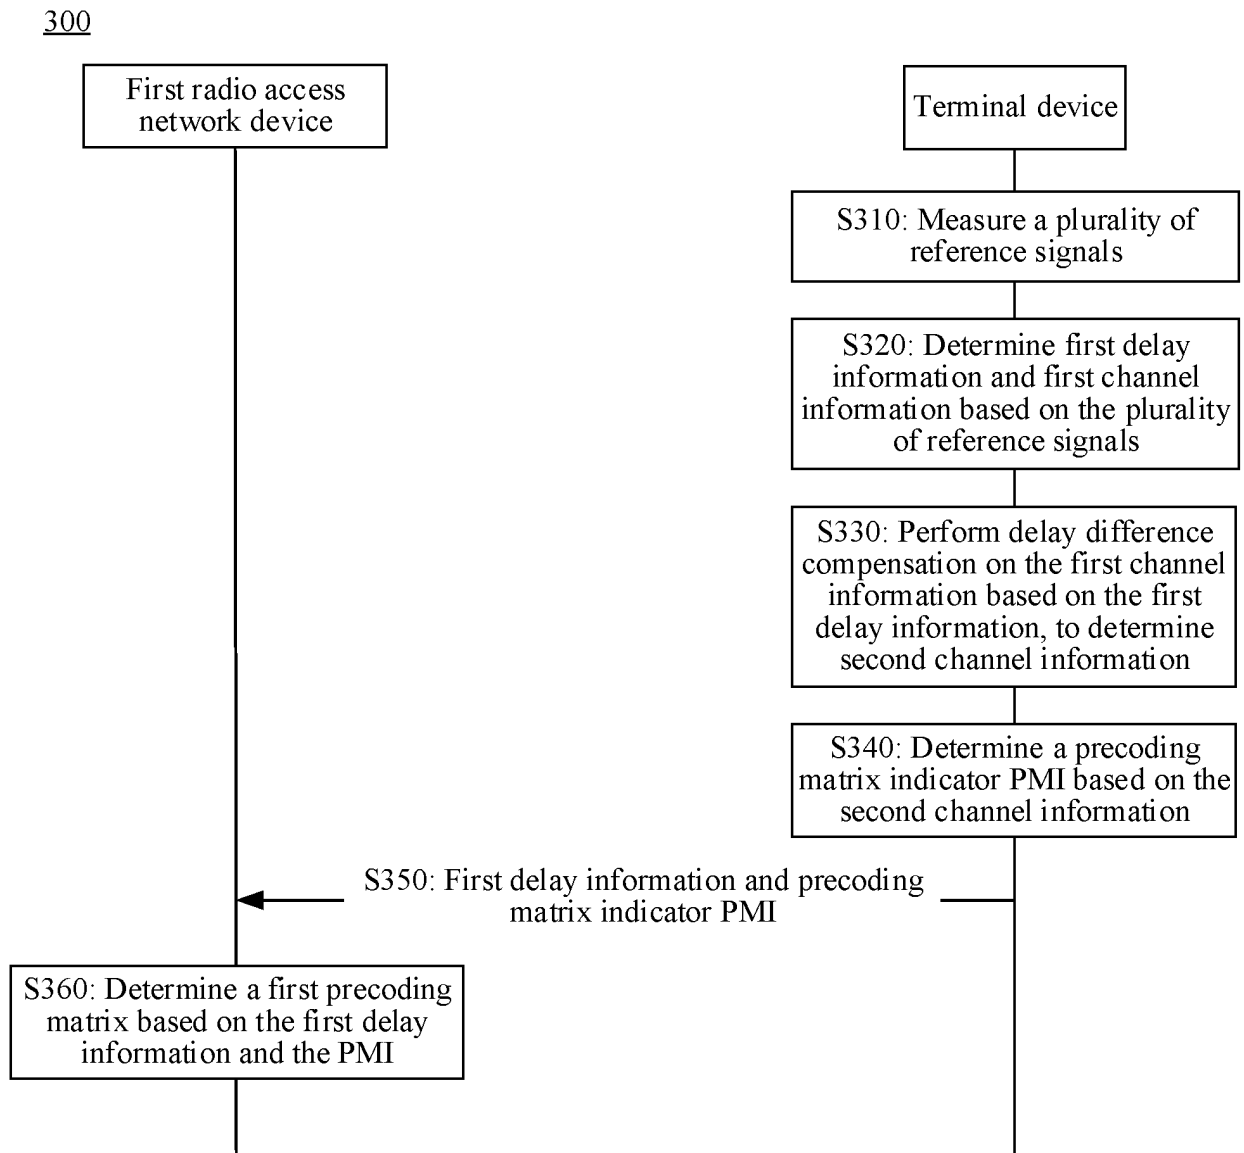 300
First radio access
network device
Terminal device
S310: Measure a plurality of
reference signals
S320: Determine first delay
information and first channel
information based on the plurality
of reference signals
S330: Perform delay difference
compensation on the first channel
information based on the first
delay information, to determine
second channel information
S340: Determine a precoding
matrix indicator PMI based on the
second channel information
S350: First delay information and precoding
matrix indicator PMI
S360: Determine a first precoding
matrix based on the first delay
information and the PMI